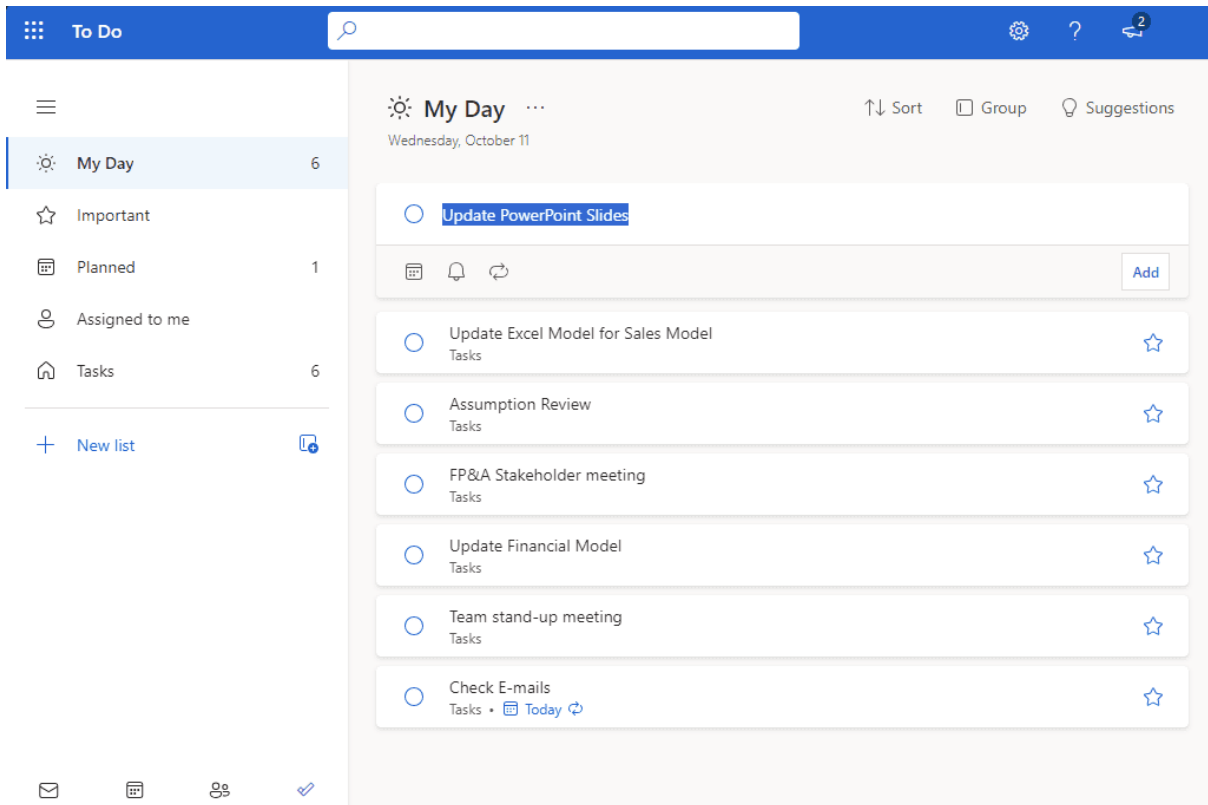 To Do
2
My Day 6
Important
Planned 1
Assigned to me
Tasks 6
New list
My Day ...
Sort Group Suggestions
Wednesday, October 11
Update PowerPoint Slides
Add
Update Excel Model for Sales Model
Tasks
Assumption Review
Tasks
FP&A Stakeholder meeting
Tasks
Update Financial Model
Tasks
Team stand-up meeting
Tasks
Check E-mails
Tasks • Today